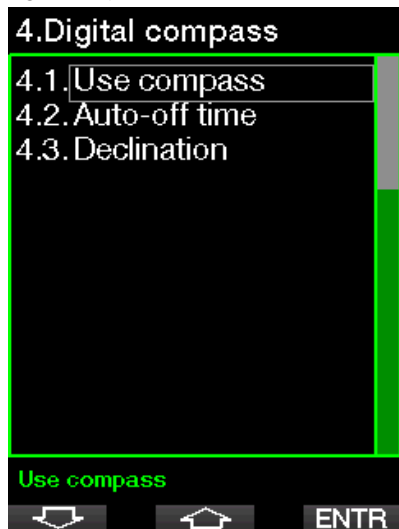 4.Digital compass
4.1. Use compass
4.2. Auto-off time
4.3. Declination
Use compass
ENTR